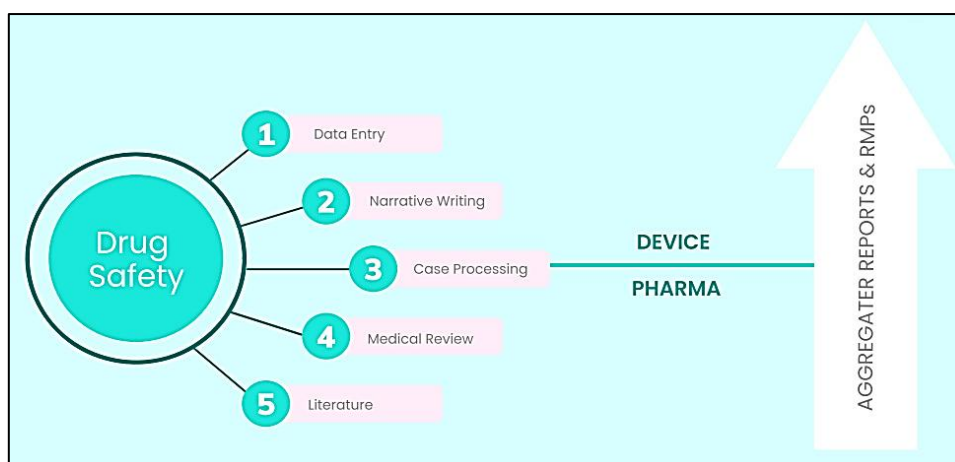 Drug
Safety
1
Data Entry
2
Narrative Writing
3
Case Processing
4
Medical Review
5
Literature
DEVICE
PHARMA
AGGREGATER REPORTS & RMPs